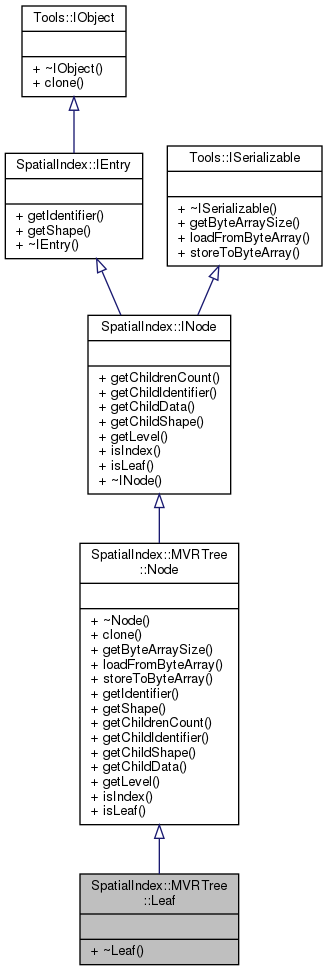 Tools::IObject
+ ~IObject()
+ clone()
SpatialIndex::IEntry
+ getIdentifier()
+ getShape()
+ ~IEntry()
Tools::ISerializable
+ ~ISerializable()
+ getByteArraySize()
+ loadFromByteArray()
+ storeToByteArray()
SpatialIndex::INode
+ getChildrenCount()
+ getChildIdentifier()
+ getChildData()
+ getChildShape()
+ getLevel()
+ isIndex()
+ isLeaf()
+ ~INode()
SpatialIndex::MVRTree
::Node
+ ~Node()
+ clone()
+ getByteArraySize()
+ loadFromByteArray()
+ storeToByteArray()
+ getIdentifier()
+ getShape()
+ getChildrenCount()
+ getChildIdentifier()
+ getChildShape()
+ getChildData()
+ getLevel()
+ isIndex()
+ isLeaf()
SpatialIndex::MVRTree
::Leaf
+ ~Leaf()